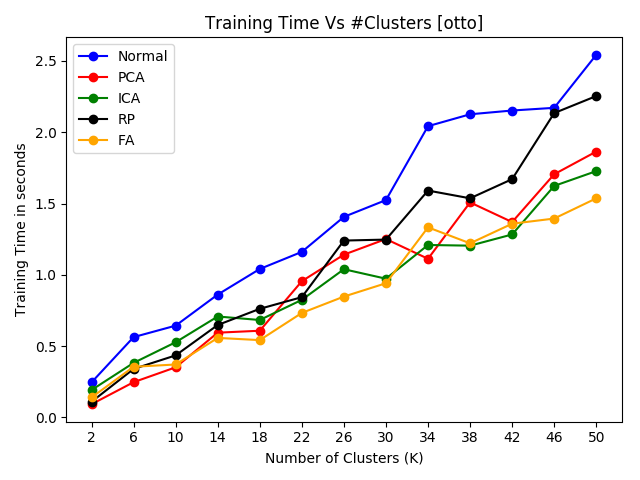 Training Time Vs #Clusters [otto]
Normal
PCA
ICA
RP
FA
Training Time in seconds
2.5
2.0
1.5
1.0
0.5
0.0
2 6 10 14 18 22 26 30 34 38 42 46 50
Number of Clusters (K)